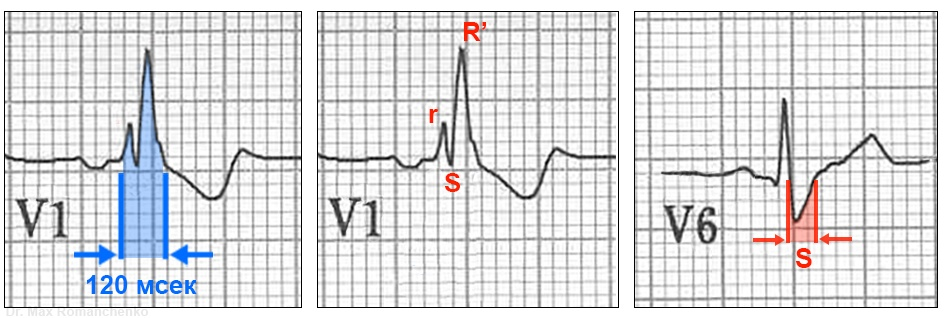 V1
120 мсек
r
R’
S
V1
V6
S
Dr. Max Romanchenko